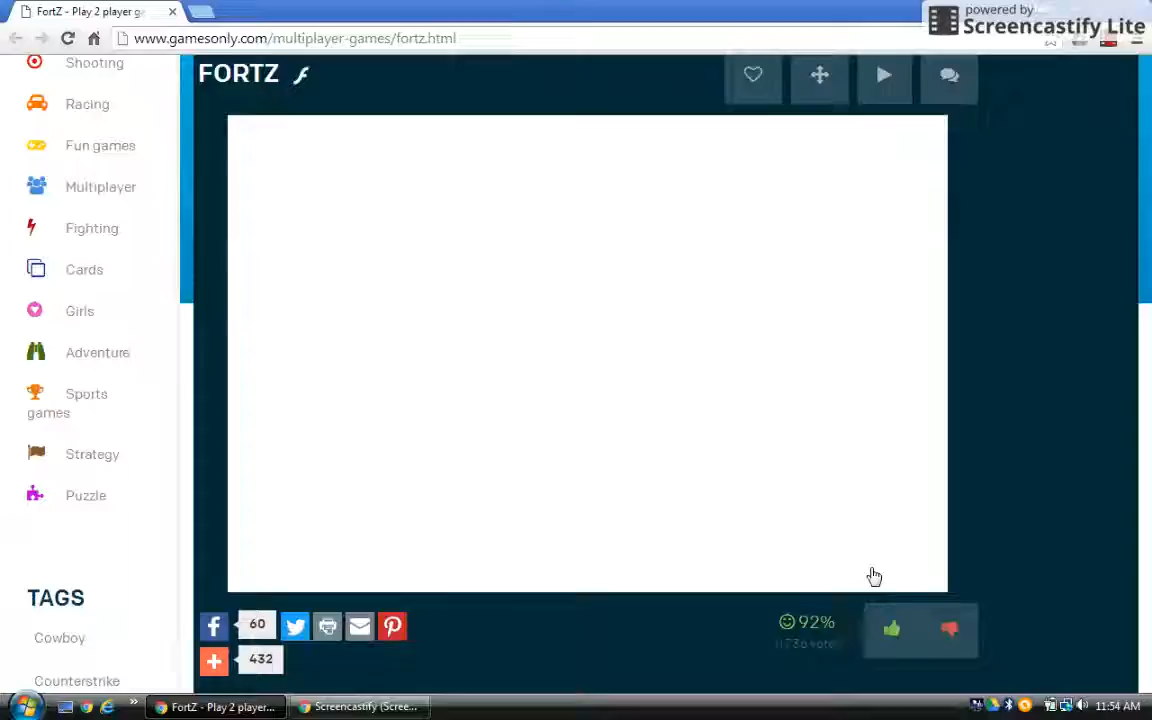 FortZ - Play 2 player g
powered by
Screencastify Lite
www.gamesonly.com/multiplayer-games/fortz.html
Shooting
Racing
Fun games
Multiplayer
Fighting
Cards
Girls
Adventure
Sports
games
Strategy
Puzzle
TAGS
Cowboy
Counterstrike
FORTZ
60
432
92%
FortZ - Play 2 player...
Screencastify (Scree...
11:54 AM